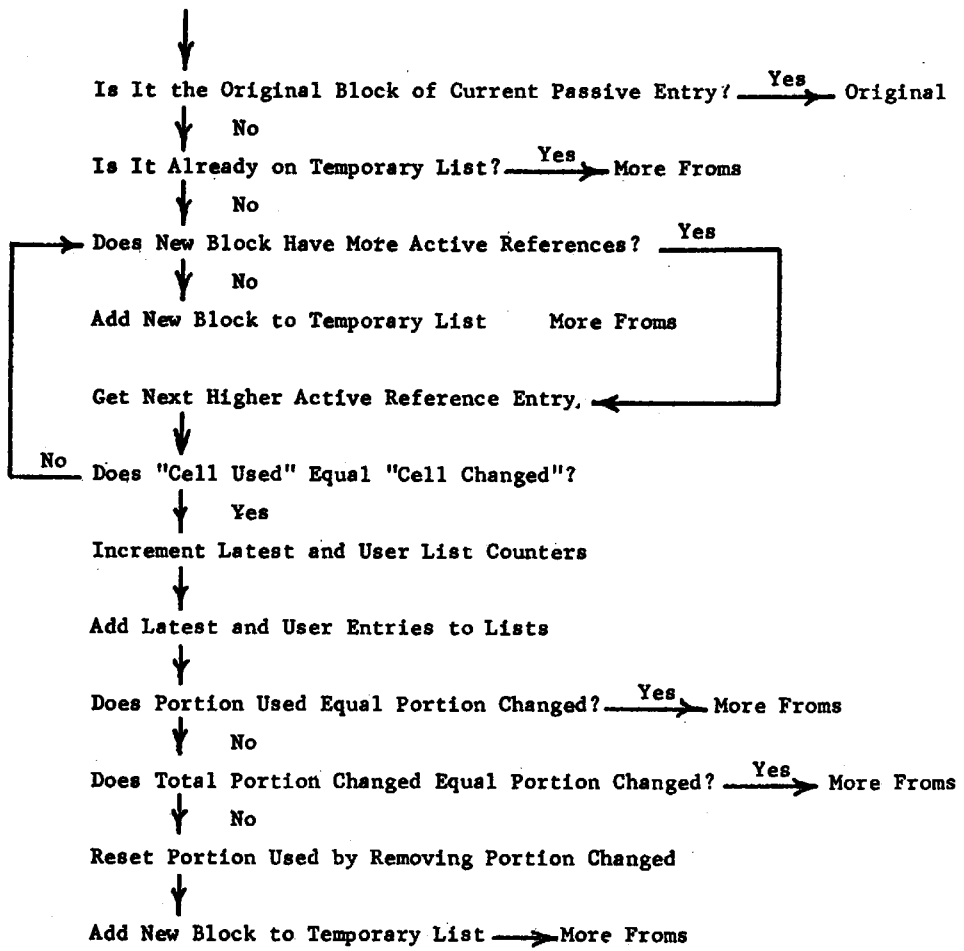 Is It the Original Block of Current Passive Entry? Yes Original
No
Is It Already on Temporary List? Yes More Froms
No
Does New Block Have More Active References? Yes
No
Add New Block to Temporary List More Froms
Get Next Higher Active Reference Entry.
No Does "Cell Used" Equal "Cell Changed"?
Yes
Increment Latest and User List Counters
Add Latest and User Entries to Lists
Does Portion Used Equal Portion Changed? Yes More Froms
No
Does Total Portion Changed Equal Portion Changed? Yes More Froms
No
Reset Portion Used by Removing Portion Changed
Add New Block to Temporary List More Froms